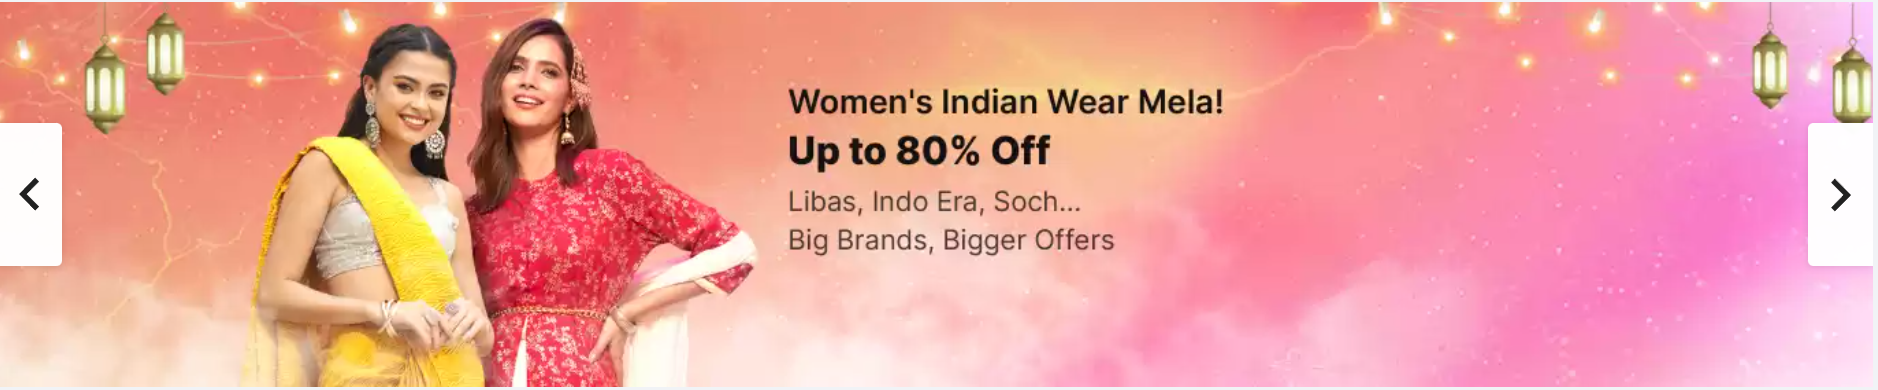 Women's Indian Wear Mela!
Up to 80% Off
Libas, Indo Era, Soch...
Big Brands, Bigger Offers